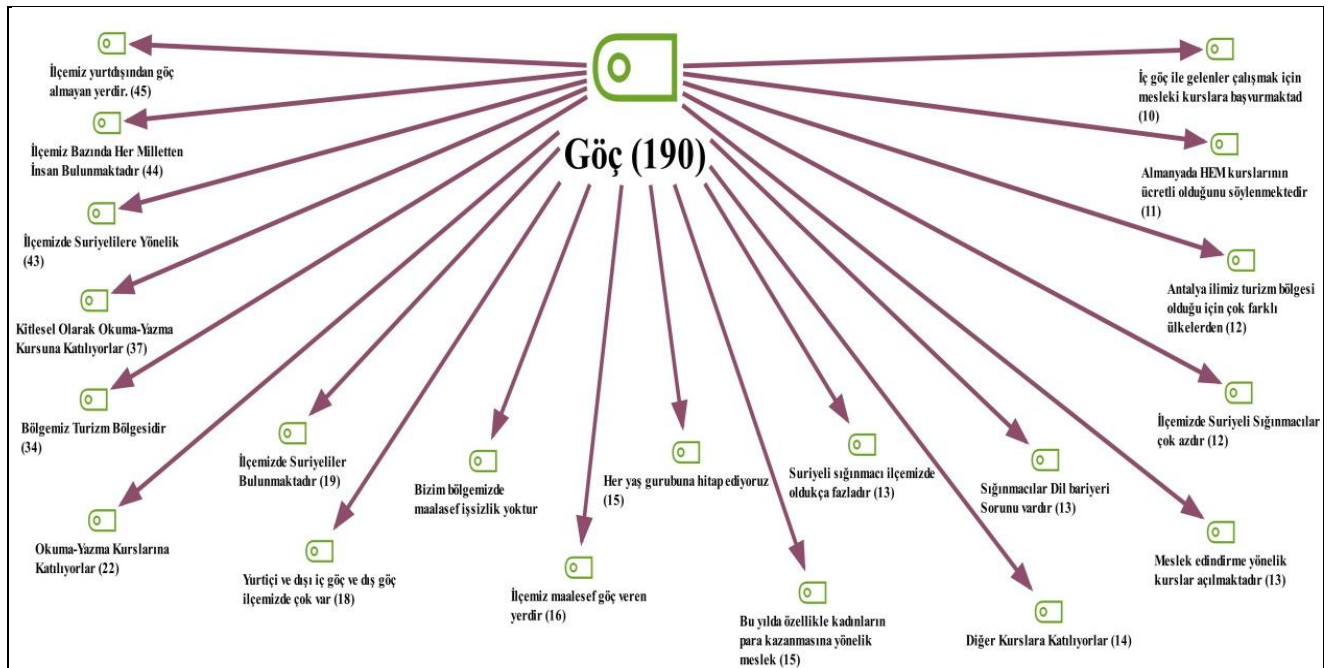 Göç (190)
İlçemiz yurtdışından göç
almayan yerdir. (45)
İlçemiz Bazında Her Milletten
İnsan Bulunmaktadır (44)
İlçemizde Suriyelilere Yönelik
(43)
Kitlesel Olarak Okuma-Yazma
Kursuna Katılıyorlar (37)
Bölgemiz Turizm Bölgesidir
(34)
Okuma-Yazma Kurslarına
Katılıyorlar (22)
İlçemizde Suriyeliler
Bulunmaktadır (19)
Yurtiçi ve dışı iç göç ve dış göç
ilçemizde çok var (18)
Bizim bölgemizde
maalasef işsizlik yoktur
İlçemiz maalesef göç veren
yerdir (16)
Her yaş gurubuna hitap ediyoruz
(15)
Bu yılda özellikle kadınların
para kazanmasına yönelik
meslek (15)
Suriyeli sığınmacı ilçemizde
oldukça fazladır (13)
Diğer Kurslara Katılıyorlar (14)
Sığınmacılar Dil bariyeri
Sorunu vardır (13)
Meslek edindirme yönelik
kurslar açılmaktadır (13)
İlçemizde Suriyeli Sığınmacılar
çok azdır (12)
Antalya ilimiz turizm bölgesi
olduğu için çok farklı
ülkelerden (12)
Almanyada HEM kurslarının
ücretli olduğunu söylenmektedir
(11)
İç göç ile gelenler çalışmak için
mesleki kurslara başvurmaktad
(10)